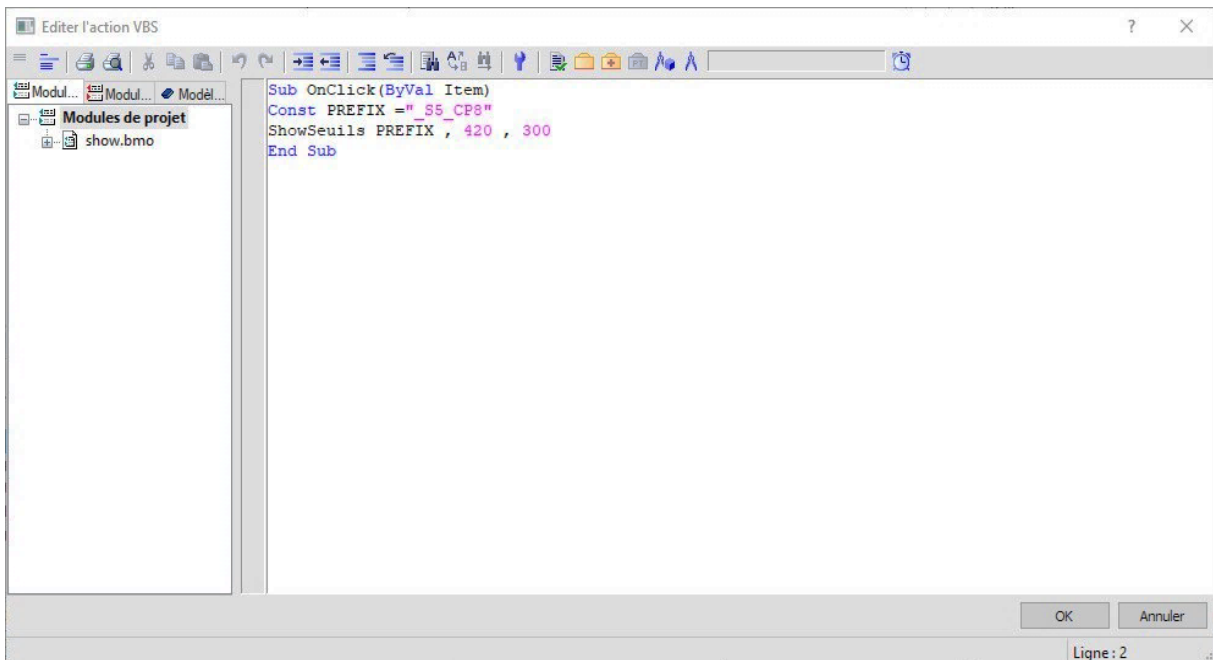 Editer l'action VBS
Modul... Modul... Modèl...
Modules de projet
show.bmo
Sub OnClick(ByVal Item)
Const PREFIX ="_S5_CP8"
ShowSeuils PREFIX , 420 , 300
End Sub
OK Annuler
Ligne : 2